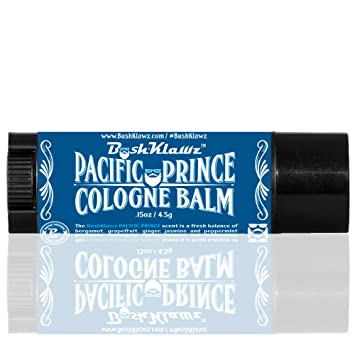 www.BushKlawz.com / #BushKlawz
BushKlawz™
PACIFIC PRINCE
COLOGNE BALM
.15oz / 4.5g
The BushKlawz PACIFIC PRINCE scent is a fresh balance of
bergamot, grapefruit, ginger, jasmine and peppermint